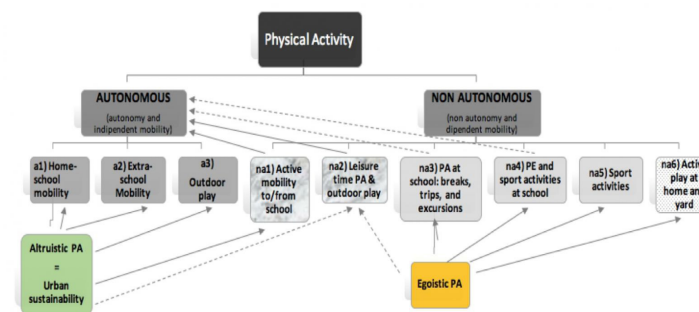 Physical Activity
AUTONOMOUS
(autonomy and
indipendent mobility)
NON AUTONOMOUS
(non autonomy and
dipendent mobility)
a1) Home-
school
mobility
a2) Extra-
school
Mobility
a3)
Outdoor
play
na1) Active
mobility
to/from
school
na2) Leisure
time PA &
outdoor play
na3) PA at
school: breaks,
trips, and
excursions
na4) PE and
sport activities
at school
na5) Sport
activities
na6) Active
play at
home an
yard
Altruistic PA
=
Urban
sustainability
Egoistic PA